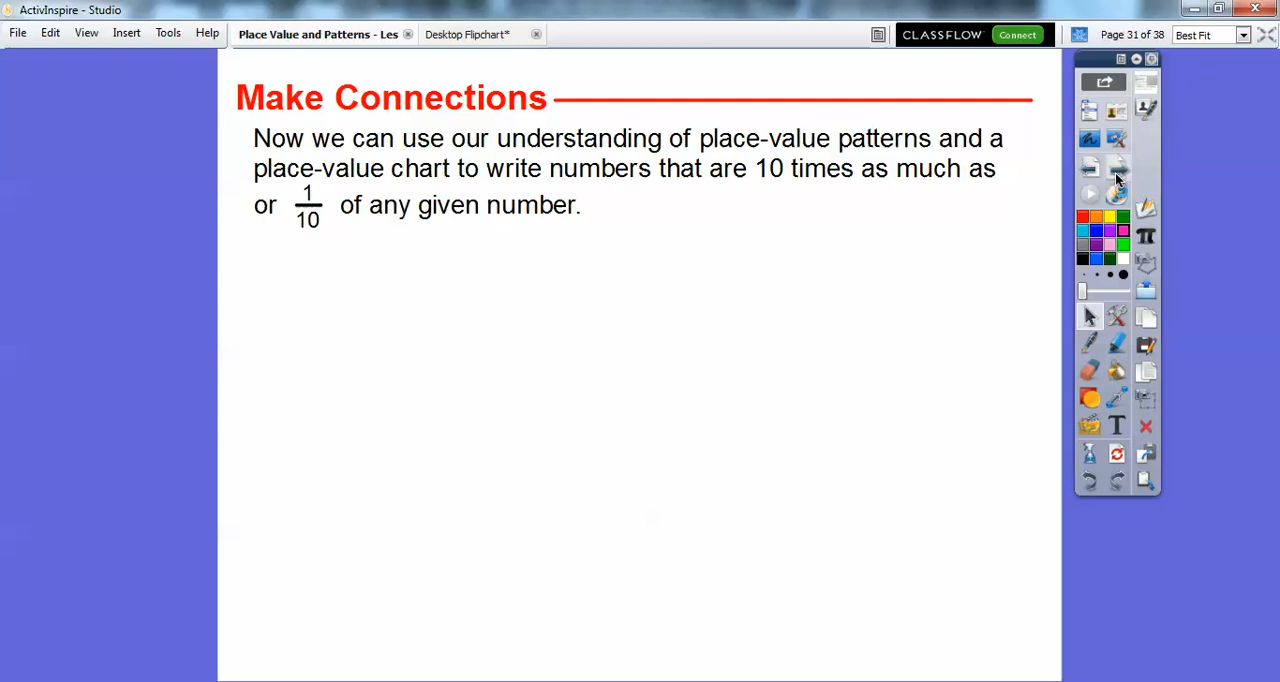 ActivInspire - Studio
File Edit View Insert Tools Help
Place Value and Patterns - Les
Desktop Flipchart*
CLASSFLOW Connect
Page 31 of 38
Best Fit
Make Connections
Now we can use our understanding of place-value patterns and a
place-value chart to write numbers that are 10 times as much as
or 1/10 of any given number.